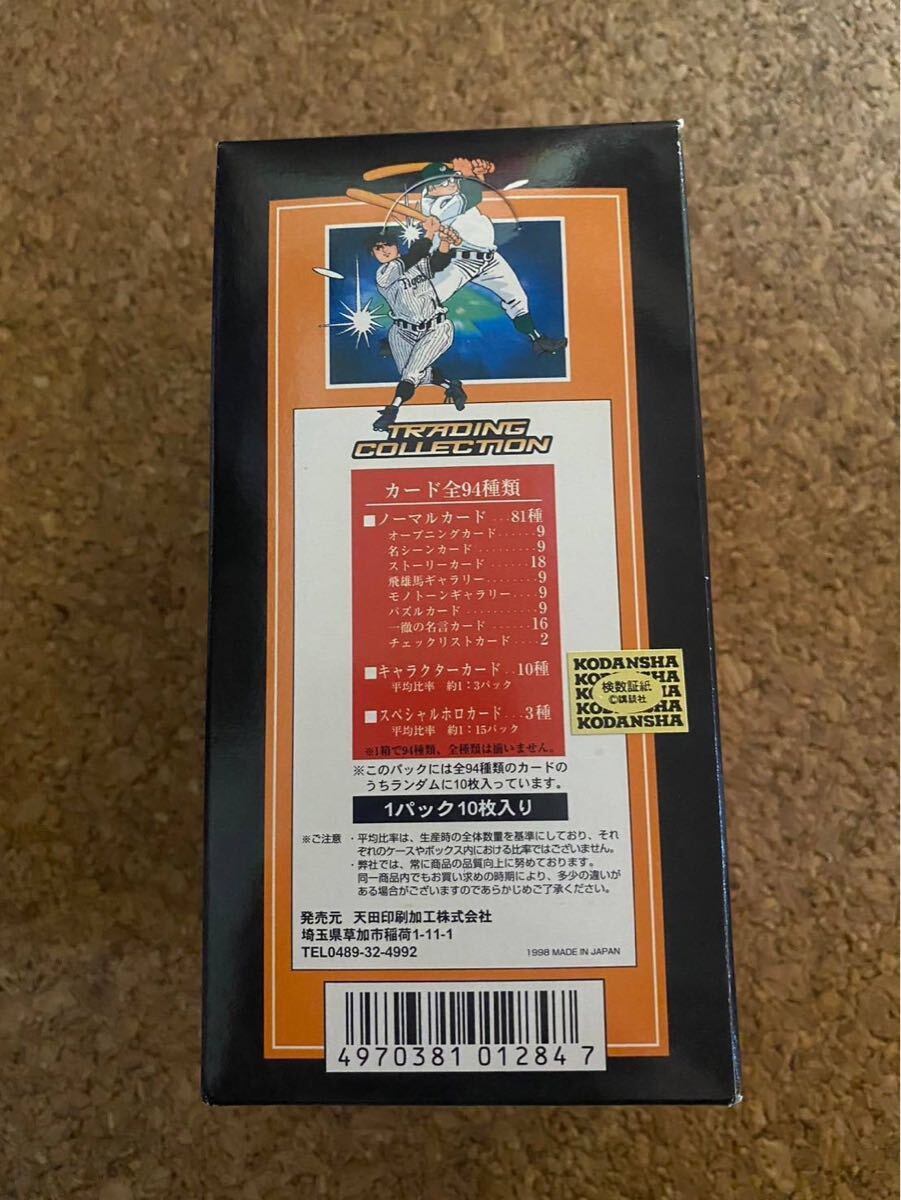 Tigers
TRADING
COLLECTION
カード全94種類
■ノーマルカード...81種
オープニングカード......9
名シーンカード.........9
ストーリーカード.......18
飛雄馬ギャラリー.......9
モノトーンギャラリー....9
パズルカード..........9
一徹の名言カード......16
チェックリストカード....2
■キャラクターカード..10種
平均比率 約1:3パック
■スペシャルホロカード...3種
平均比率 約1:15パック
※1箱で94種類、全種類は揃いません。
※このパックには全94種類のカードの
うちランダムに10枚入っています。
1パック10枚入り
※ご注意 ・平均比率は、生産時の全体数量を基準にしており、それ
ぞれのケースやボックス内における比率ではございません。
・弊社では、常に商品の品質向上に努めております。
同一商品内でもお買い求めの時期により、多少の違いが
ある場合がございますのであらかじめご了承ください。
発売元 天田印刷加工株式会社
埼玉県草加市稲荷1-11-1
TEL0489-32-4992
1998 MADE IN JAPAN
KODANSHA
検数証紙
©講談社
KODANSHA
4970381012847